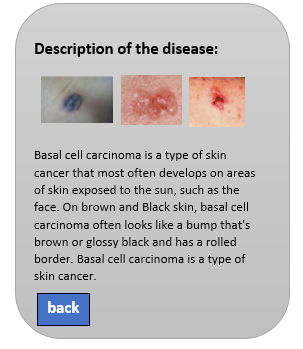 Description of the disease:
Basal cell carcinoma is a type of skin
cancer that most often develops on areas
of skin exposed to the sun, such as the
face. On brown and Black skin, basal cell
carcinoma often looks like a bump that's
brown or glossy black and has a rolled
border. Basal cell carcinoma is a type of
skin cancer.
back